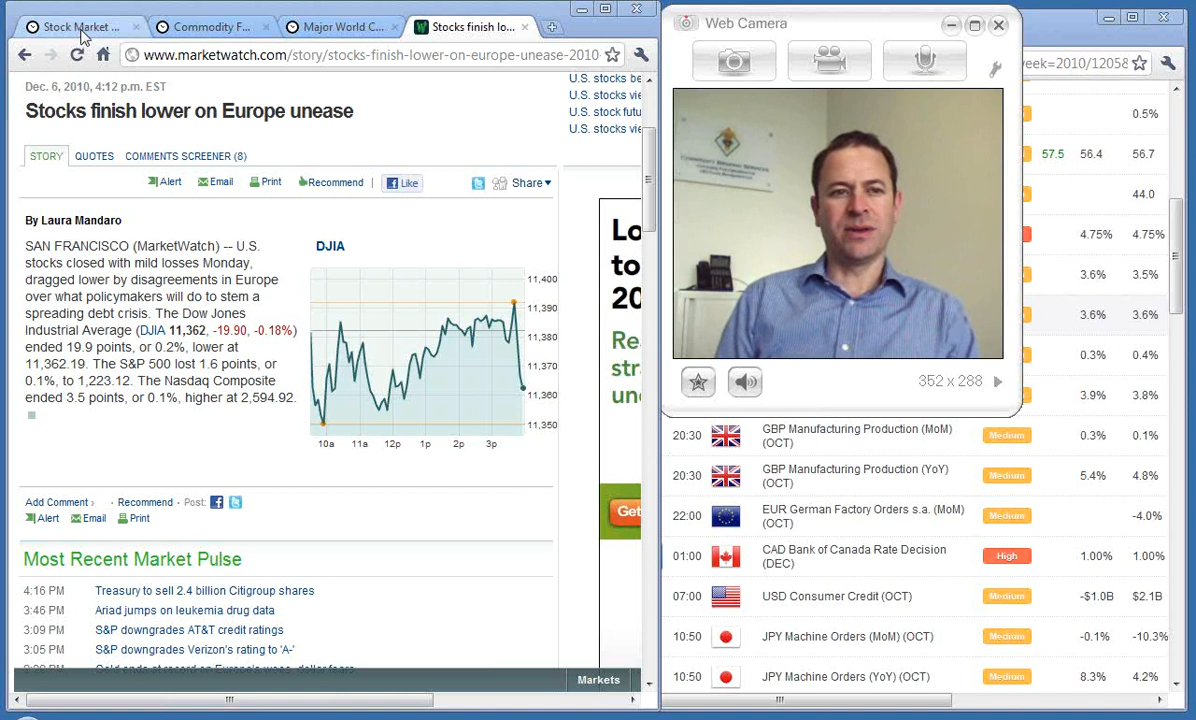 Stock Market ...
Commodity F...
Major World C...
Stocks finish lo...
www.marketwatch.com/story/stocks-finish-lower-on-europe-unease-2010-
Dec. 6, 2010, 4:12 p.m. EST
Stocks finish lower on Europe unease
STORY QUOTES COMMENTS SCREENER (8)
Alert Email Print Recommend Like Share
By Laura Mandaro
SAN FRANCISCO (MarketWatch) -- U.S.
stocks closed with mild losses Monday,
dragged lower by disagreements in Europe
over what policymakers will do to stem a
spreading debt crisis. The Dow Jones
Industrial Average (DJIA 11,362, -19.90, -0.18%)
ended 19.9 points, or 0.2%, lower at
11,362.19. The S&P 500 lost 1.6 points, or
0.1%, to 1,223.12. The Nasdaq Composite
ended 3.5 points, or 0.1%, higher at 2,594.92.
DJIA
11,400
11,390
11,380
11,370
11,360
11,350
10a 11a 12p 1p 2p 3p
Add Comment Recommend Post:
Alert Email Print
Most Recent Market Pulse
4:16 PM Treasury to sell 2.4 billion Citigroup shares
3:46 PM Ariad jumps on leukemia drug data
3:09 PM S&P downgrades AT&T credit ratings
3:05 PM S&P downgrades Verizon's rating to 'A-'
Markets
U.S. stocks be
U.S. stocks vie
U.S. stock futu
U.S. stocks vie
Lo
to
20
Re
stra
un
Get
Web Camera
352 x 288
week=2010/12058
0.5%
57.5 56.4 56.7
44.0
4.75% 4.75%
3.6% 3.5%
3.6% 3.6%
0.3% 0.4%
3.9% 3.8%
20:30 GBP Manufacturing Production (MoM)
(OCT) Medium 0.3% 0.1%
20:30 GBP Manufacturing Production (YoY)
(OCT) Medium 5.4% 4.8%
22:00 EUR German Factory Orders s.a. (MoM)
(OCT) Medium -4.0%
01:00 CAD Bank of Canada Rate Decision
(DEC) High 1.00% 1.00%
07:00 USD Consumer Credit (OCT) Medium -$1.0B $2.1B
10:50 JPY Machine Orders (MoM) (OCT) Medium -0.1% -10.3%
10:50 JPY Machine Orders (YoY) (OCT) Medium 8.3% 4.2%